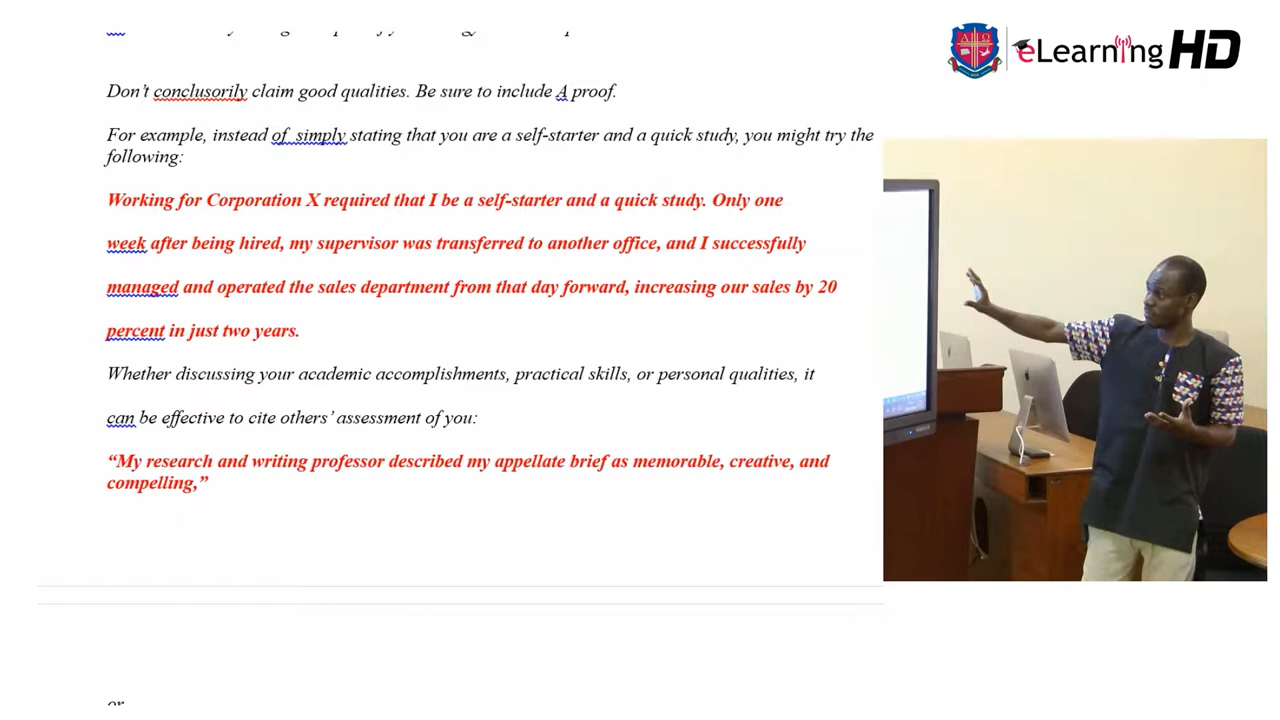 eLearning HD
Don't conclusorily claim good qualities. Be sure to include A proof.
For example, instead of simply stating that you are a self-starter and a quick study, you might try the
following:
Working for Corporation X required that I be a self-starter and a quick study. Only one
week after being hired, my supervisor was transferred to another office, and I successfully
managed and operated the sales department from that day forward, increasing our sales by 20
percent in just two years.
Whether discussing your academic accomplishments, practical skills, or personal qualities, it
can be effective to cite others' assessment of you:
“My research and writing professor described my appellate brief as memorable, creative, and
compelling,”
or